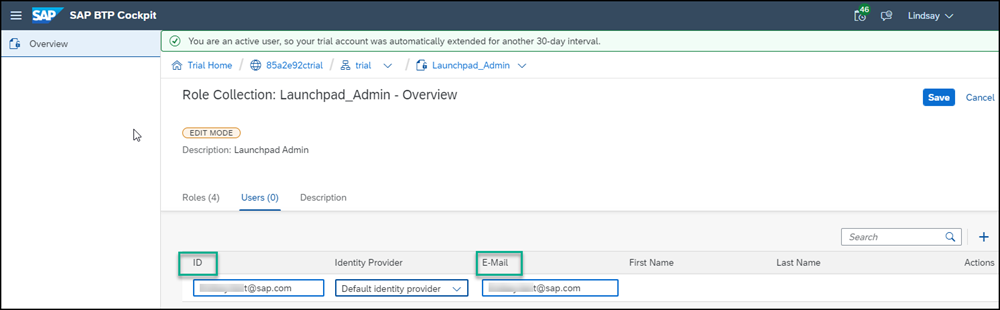 SAP SAP BTP Cockpit 46 Lindsay
Overview
You are an active user, so your trial account was automatically extended for another 30-day interval.
Trial Home / 85a2e92ctrial / trial / Launchpad_Admin
Role Collection: Launchpad_Admin - Overview
Save Cancel
EDIT MODE
Description: Launchpad Admin
Roles (4) Users (0) Description
Search
ID Identity Provider E-Mail First Name Last Name Actions
t@sap.com Default identity provider t@sap.com